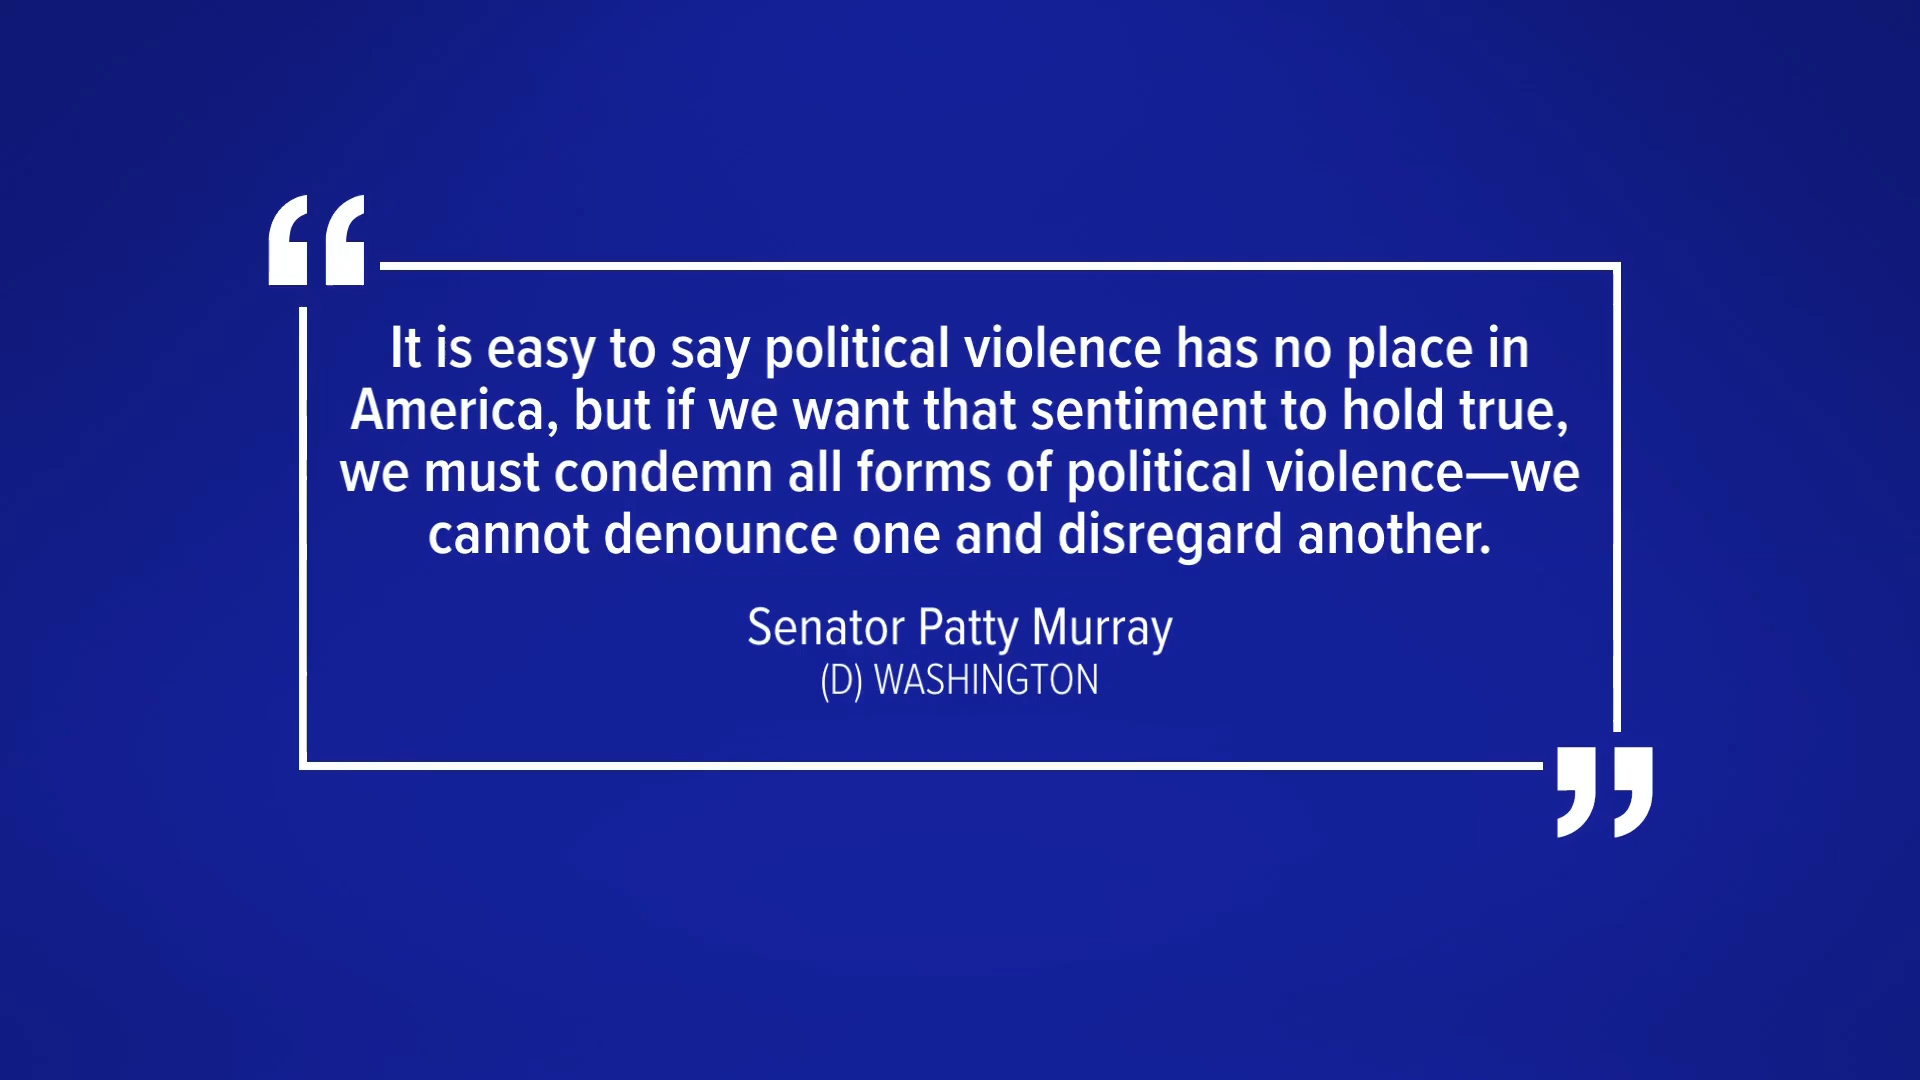 “
It is easy to say political violence has no place in
America, but if we want that sentiment to hold true,
we must condemn all forms of political violence—we
cannot denounce one and disregard another.
Senator Patty Murray
(D) WASHINGTON
”